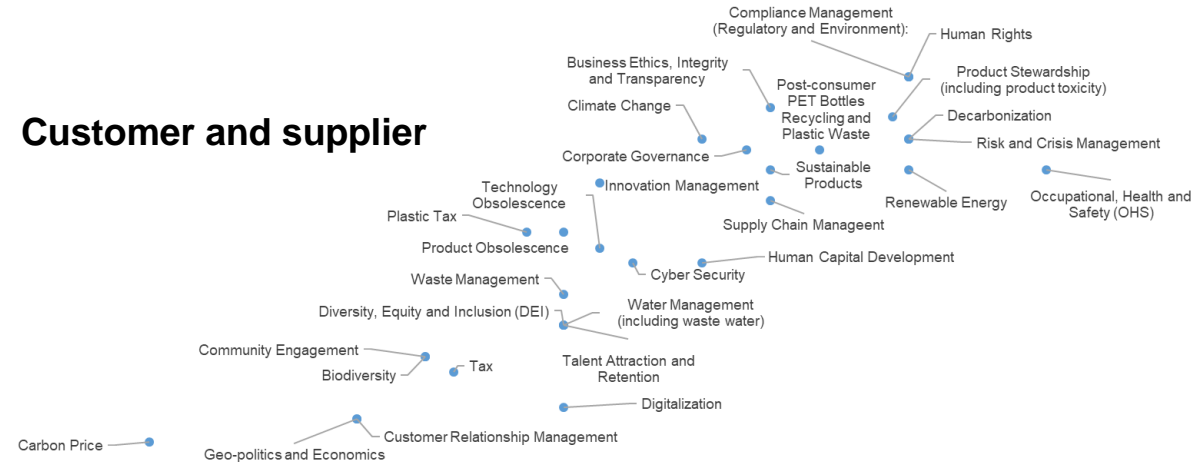 Compliance Management
(Regulatory and Environment):
Human Rights
Business Ethics, Integrity
and Transparency
Post-consumer
PET Bottles
Recycling and
Plastic Waste
Product Stewardship
(including product toxicity)
Climate Change
Decarbonization
Customer and supplier
Risk and Crisis Management
Corporate Governance
Sustainable
Products
Technology
Obsolescence
Innovation Management
Renewable Energy
Occupational, Health and
Safety (OHS)
Plastic Tax
Supply Chain Manageent
Product Obsolescence
Human Capital Development
Waste Management
Cyber Security
Diversity, Equity and Inclusion (DEI)
Water Management
(including waste water)
Community Engagement
Biodiversity
Tax
Talent Attraction and
Retention
Digitalization
Carbon Price
Customer Relationship Management
Geo-politics and Economics